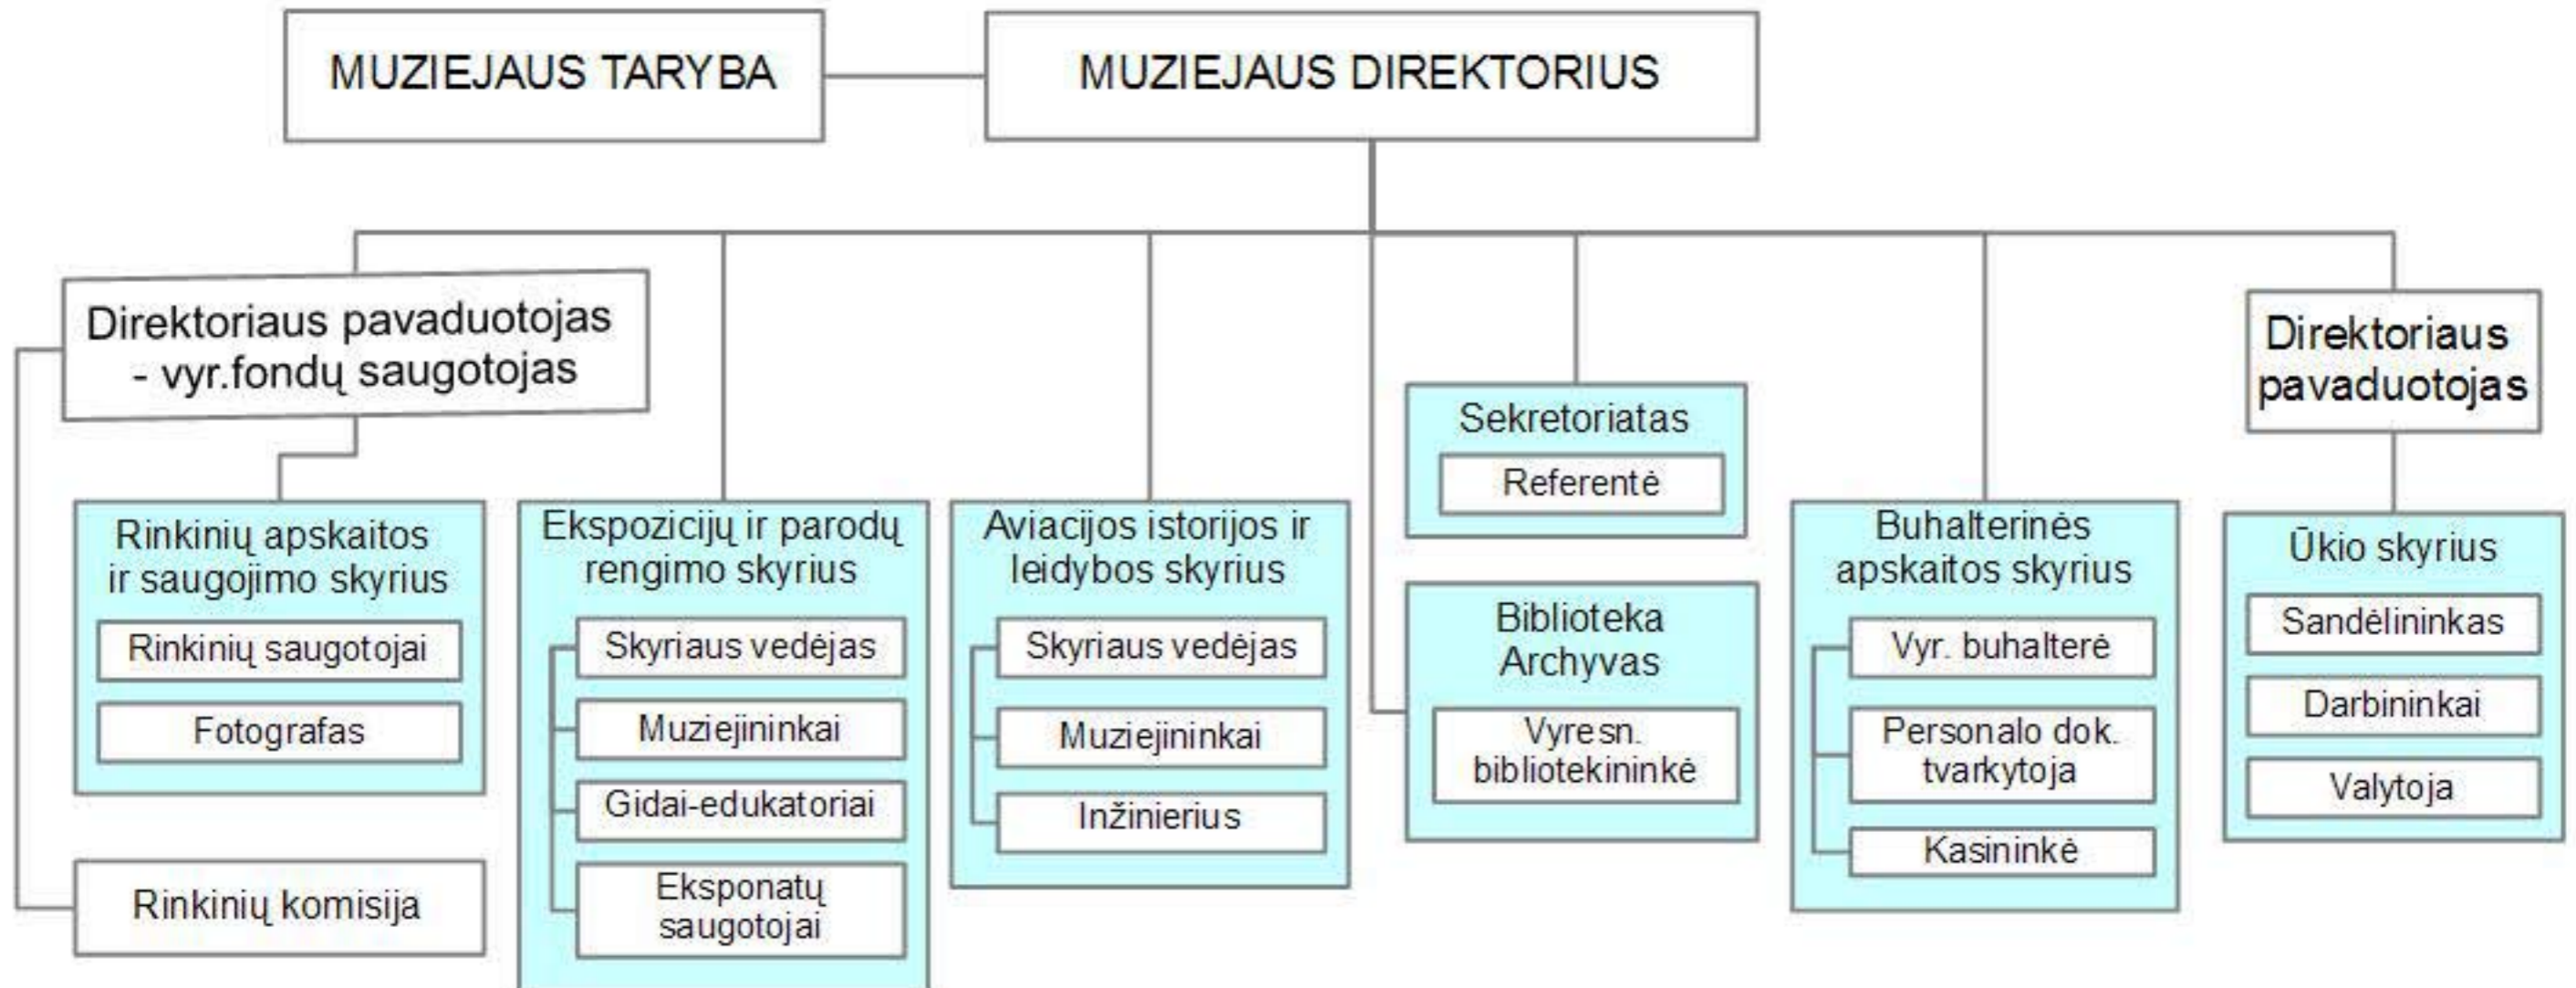 MUZIEJAUS TARYBA
MUZIEJAUS DIREKTORIUS
Direktoriaus pavaduotojas
- vyr.fondų saugotojas
Rinkinių apskaitos
ir saugojimo skyrius
Rinkinių saugotojai
Fotografas
Rinkinių komisija
Ekspozicijų ir parodų
rengimo skyrius
Skyriaus vedėjas
Muziejininkai
Gidai-edukatoriai
Eksponatų
saugotojai
Aviacijos istorijos ir
leidybos skyrius
Skyriaus vedėjas
Muziejininkai
Inžinierius
Sekretoriatas
Referentė
Biblioteka
Archyvas
Vyresn.
bibliotekininkė
Buhalterinės
apskaitos skyrius
Vyr. buhalterė
Personalo dok.
tvarkytoja
Kasininkė
Direktoriaus
pavaduotojas
Ūkio skyrius
Sandėlininkas
Darbininkai
Valytoja